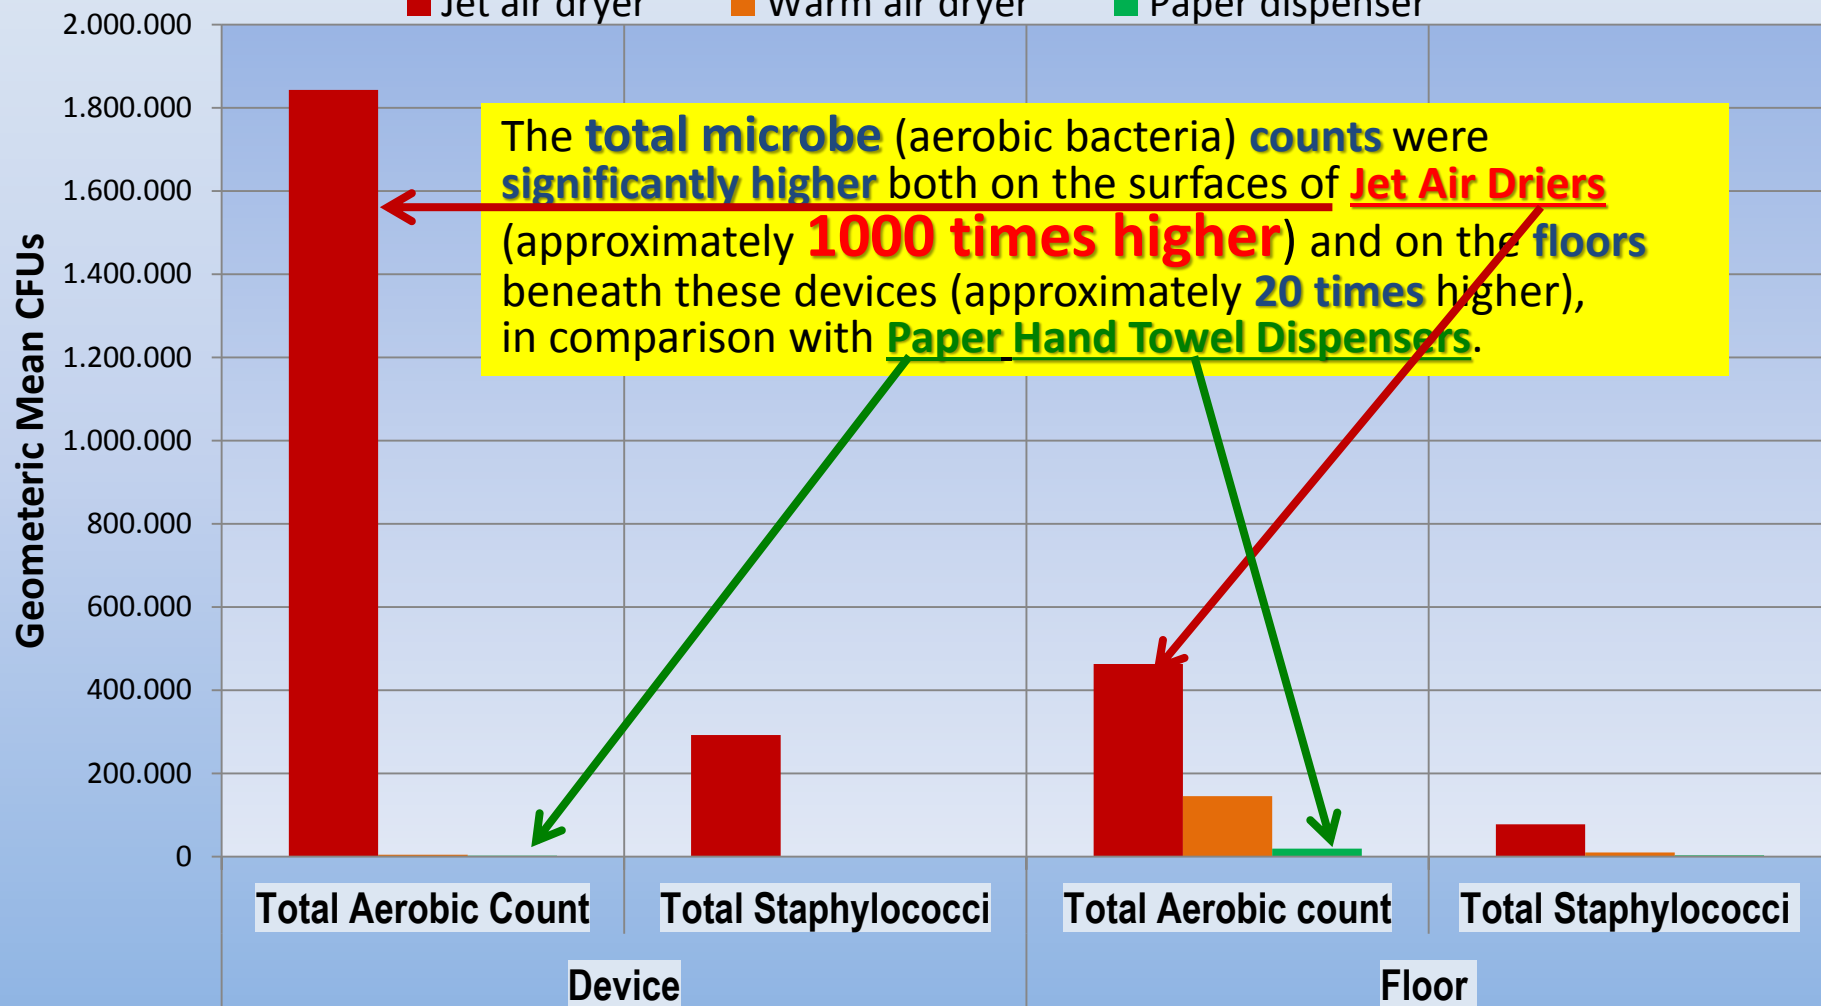 Jet air dryer Warm air dryer Paper dispenser
2.000.000
1.800.000
1.600.000
1.400.000
1.200.000
1.000.000
800.000
600.000
400.000
200.000
0
Geometeric Mean CFUs
The total microbe (aerobic bacteria) counts were
significantly higher both on the surfaces of Jet Air Driers
(approximately 1000 times higher) and on the floors
beneath these devices (approximately 20 times higher),
in comparison with Paper Hand Towel Dispensers.
Total Aerobic Count Total Staphylococci Total Aerobic count Total Staphylococci
Device Floor